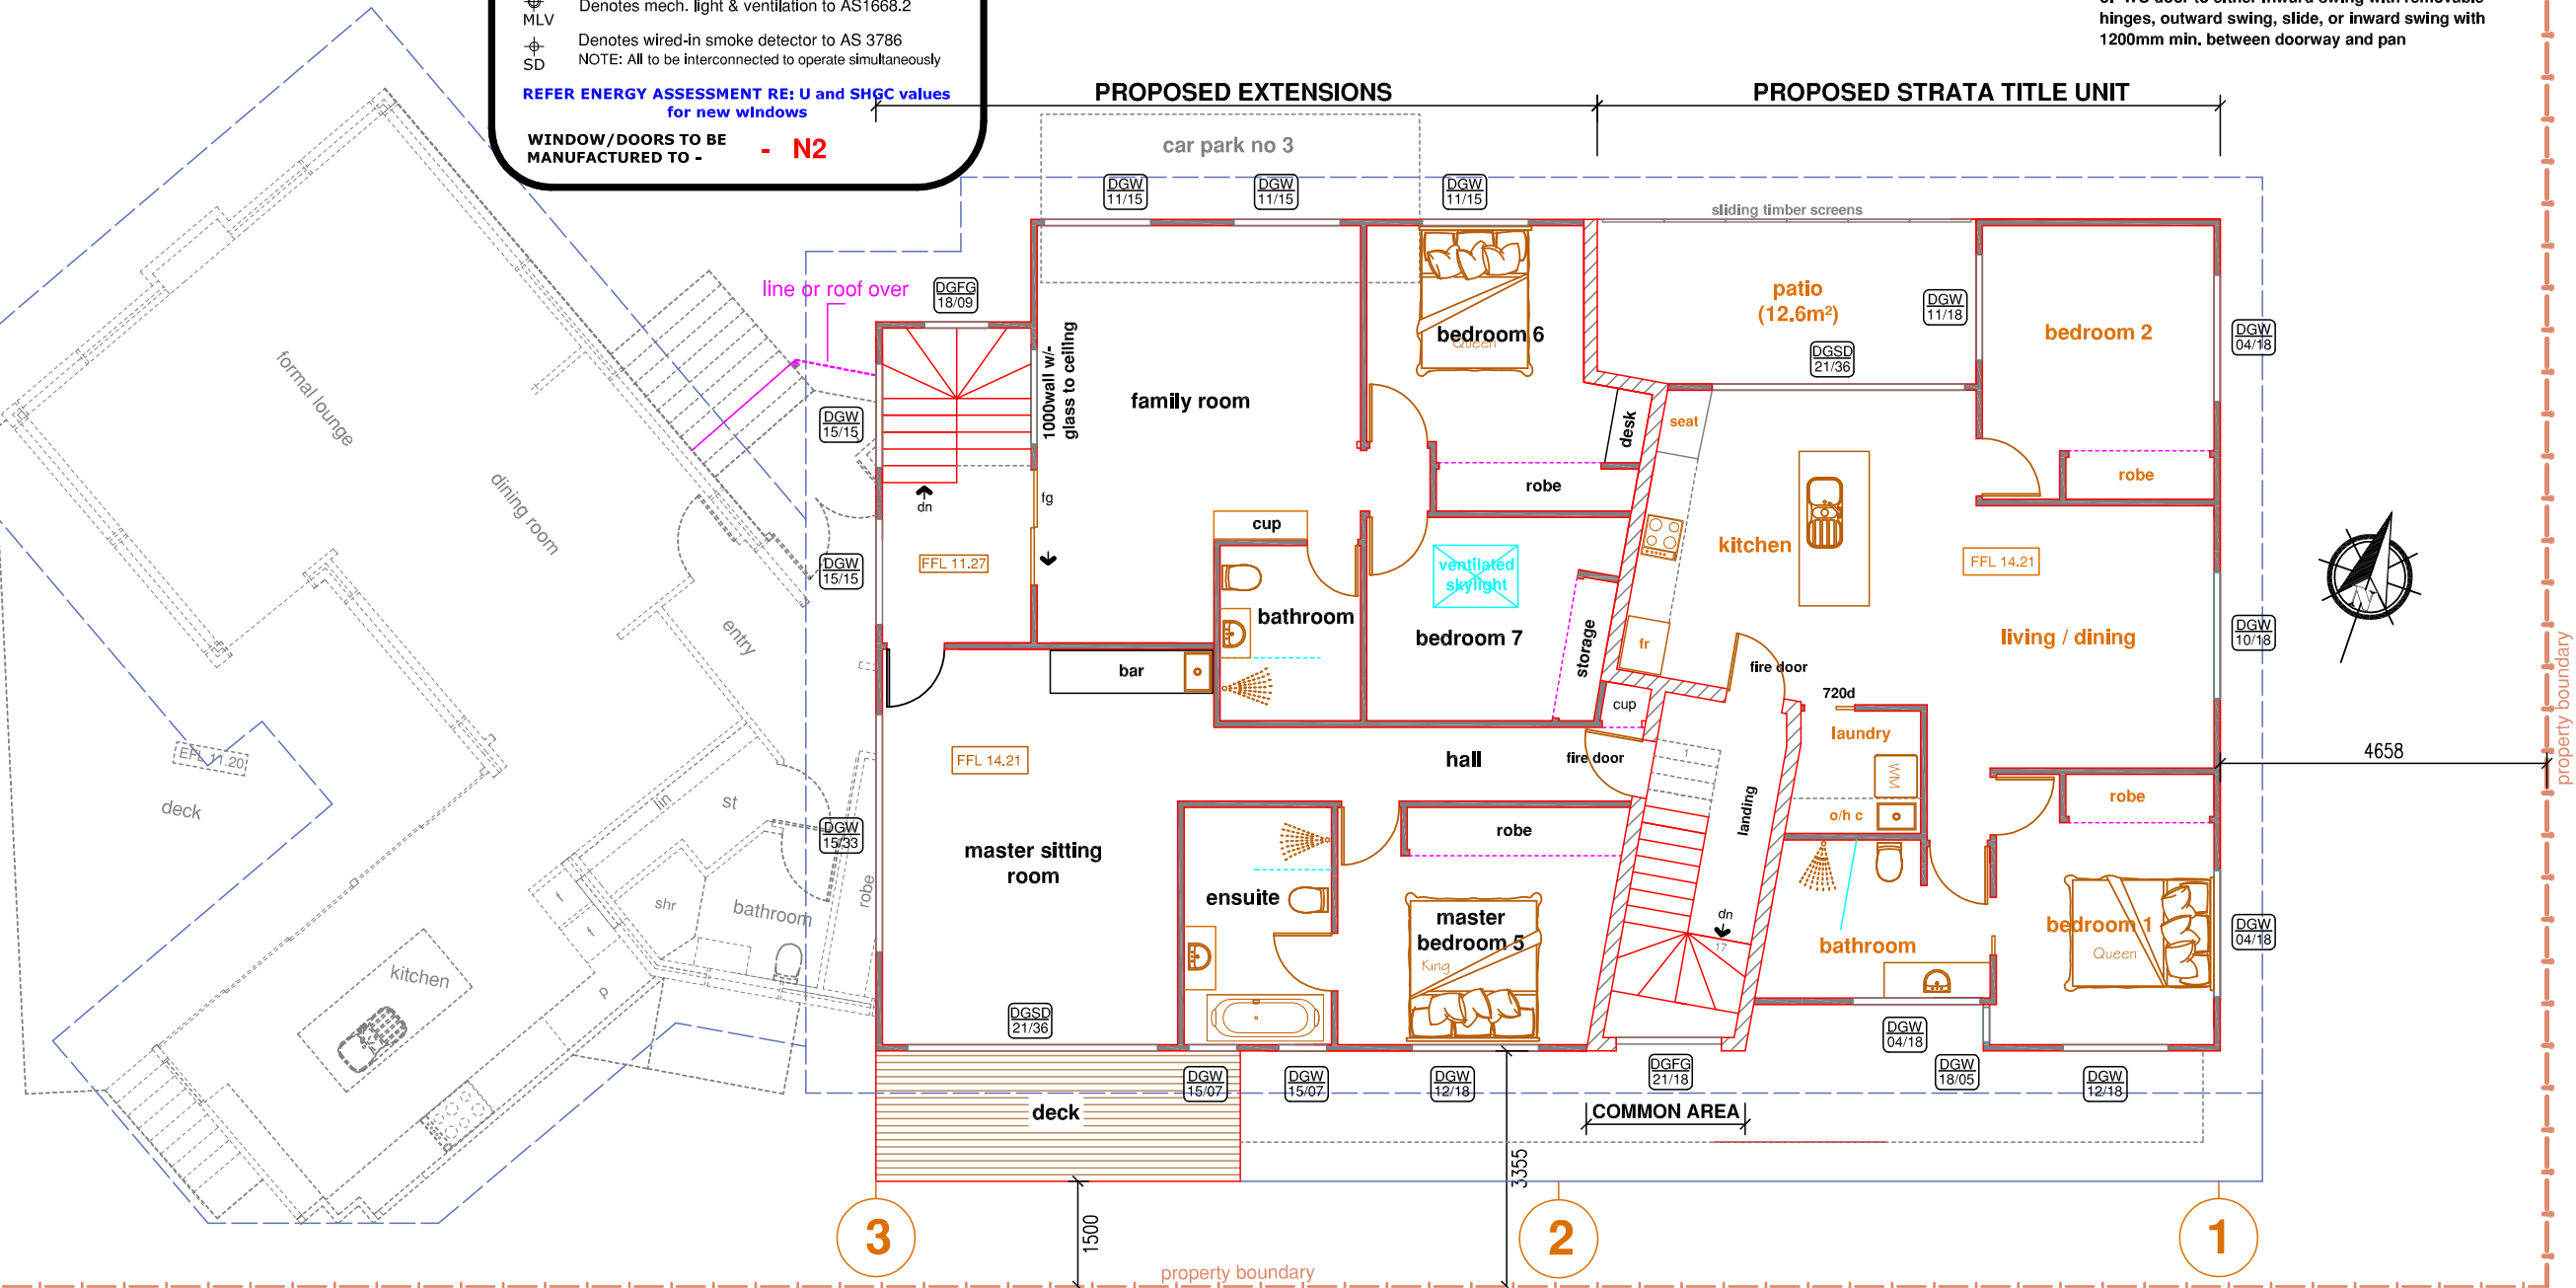 Denotes mech. light & ventilation to AS1668.2
MLV
Denotes wired-in smoke detector to AS 3786
SD
NOTE: All to be interconnected to operate simultaneously
REFER ENERGY ASSESSMENT RE: U and SHGC values
for new windows
WINDOW/DOORS TO BE
MANUFACTURED TO -
- N2
hinges, outward swing, slide, or inward swing with
1200mm min. between doorway and pan
PROPOSED EXTENSIONS
PROPOSED STRATA TITLE UNIT
car park no 3
DGW
11/15
DGW
11/15
DGW
11/15
sliding timber screens
line or roof over
DGFG
18/09
1000wall w/-
glass to ceiling
family room
bedroom 6
Queen
patio
(12.6m²)
DGW
11/18
DGSD
21/36
bedroom 2
DGW
04/18
formal lounge
dining room
DGW
15/15
desk
seat
robe
robe
dn
fg
cup
FFL 11.27
DGW
15/15
ventilated
skylight
kitchen
FFL 14.21
bathroom
bedroom 7
storage
fr
living / dining
DGW
10/18
entry
bar
fire door
720d
cup
laundry
WM
property boundary
4658
EFL 11.20
FFL 14.21
hall
fire door
1
landing
deck
lin
st
DGW
15/33
robe
robe
o/h c
master sitting
room
ensuite
master
bedroom 5
King
dn
17
bathroom
bedroom 1
Queen
DGW
04/18
shr
bathroom
robe
f
f
kitchen
p
DGSD
21/36
DGW
04/18
DGW
15/07
DGW
15/07
DGW
12/18
DGFG
21/18
DGW
18/05
DGW
12/18
deck
COMMON AREA
3355
1500
3
2
1
property boundary